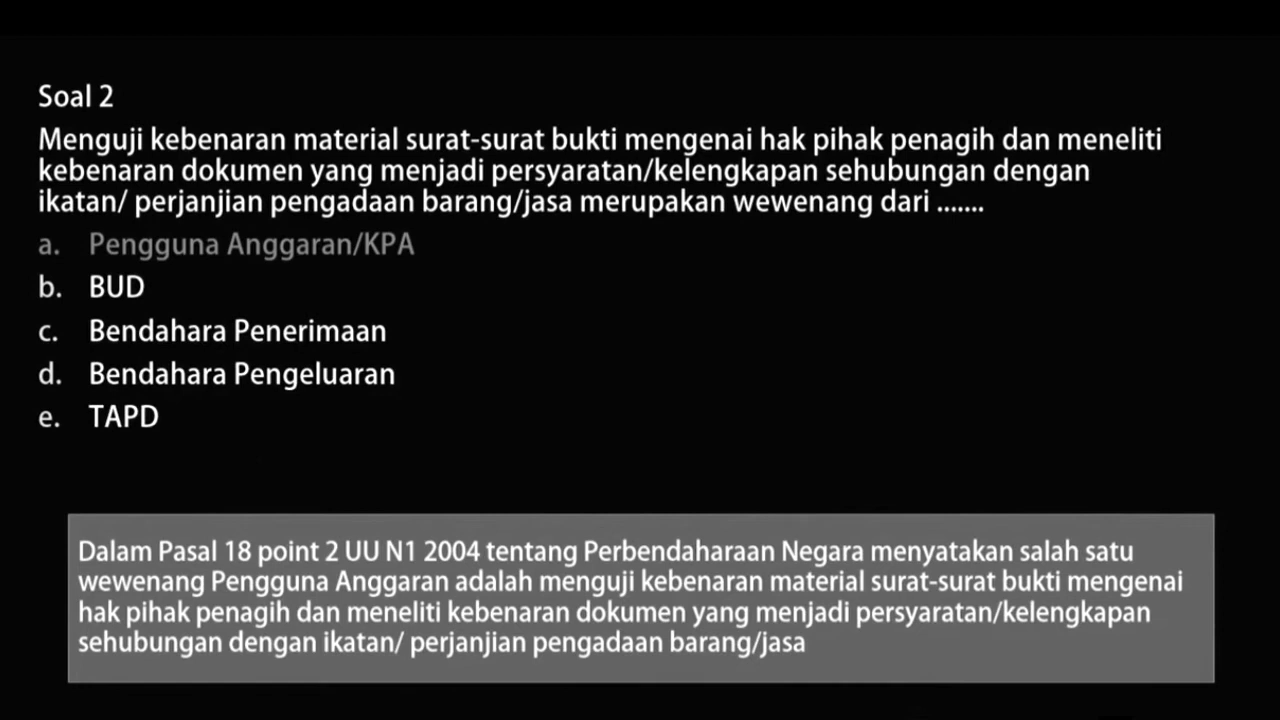 Soal 2
Menguji kebenaran material surat-surat bukti mengenai hak pihak penagih dan meneliti
kebenaran dokumen yang menjadi persyaratan/kelengkapan sehubungan dengan
ikatan/ perjanjian pengadaan barang/jasa merupakan wewenang dari .......
a. Pengguna Anggaran/KPA
b. BUD
c. Bendahara Penerimaan
d. Bendahara Pengeluaran
e. TAPD
Dalam Pasal 18 point 2 UU N1 2004 tentang Perbendaharaan Negara menyatakan salah satu
wewenang Pengguna Anggaran adalah menguji kebenaran material surat-surat bukti mengenai
hak pihak penagih dan meneliti kebenaran dokumen yang menjadi persyaratan/kelengkapan
sehubungan dengan ikatan/ perjanjian pengadaan barang/jasa